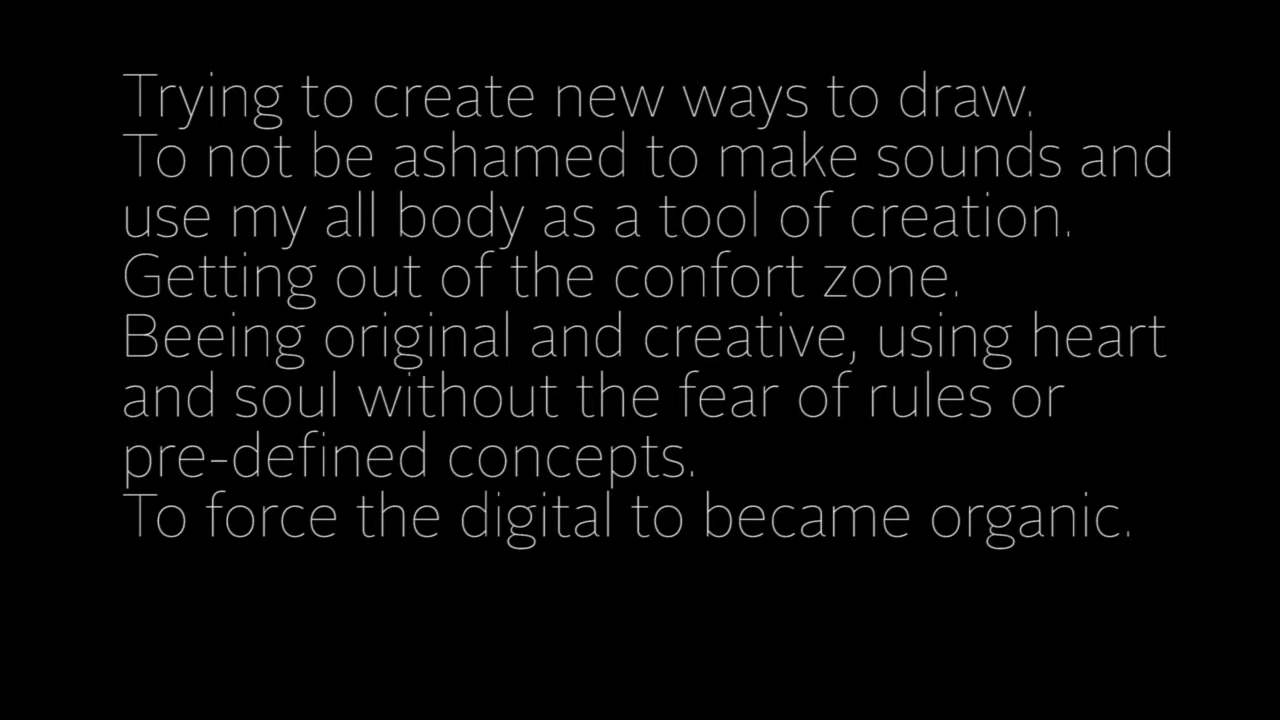 Trying to create new ways to draw.
To not be ashamed to make sounds and
use my all body as a tool of creation.
Getting out of the confort zone.
Beeing original and creative, using heart
and soul without the fear of rules or
pre-defined concepts.
To force the digital to became organic.